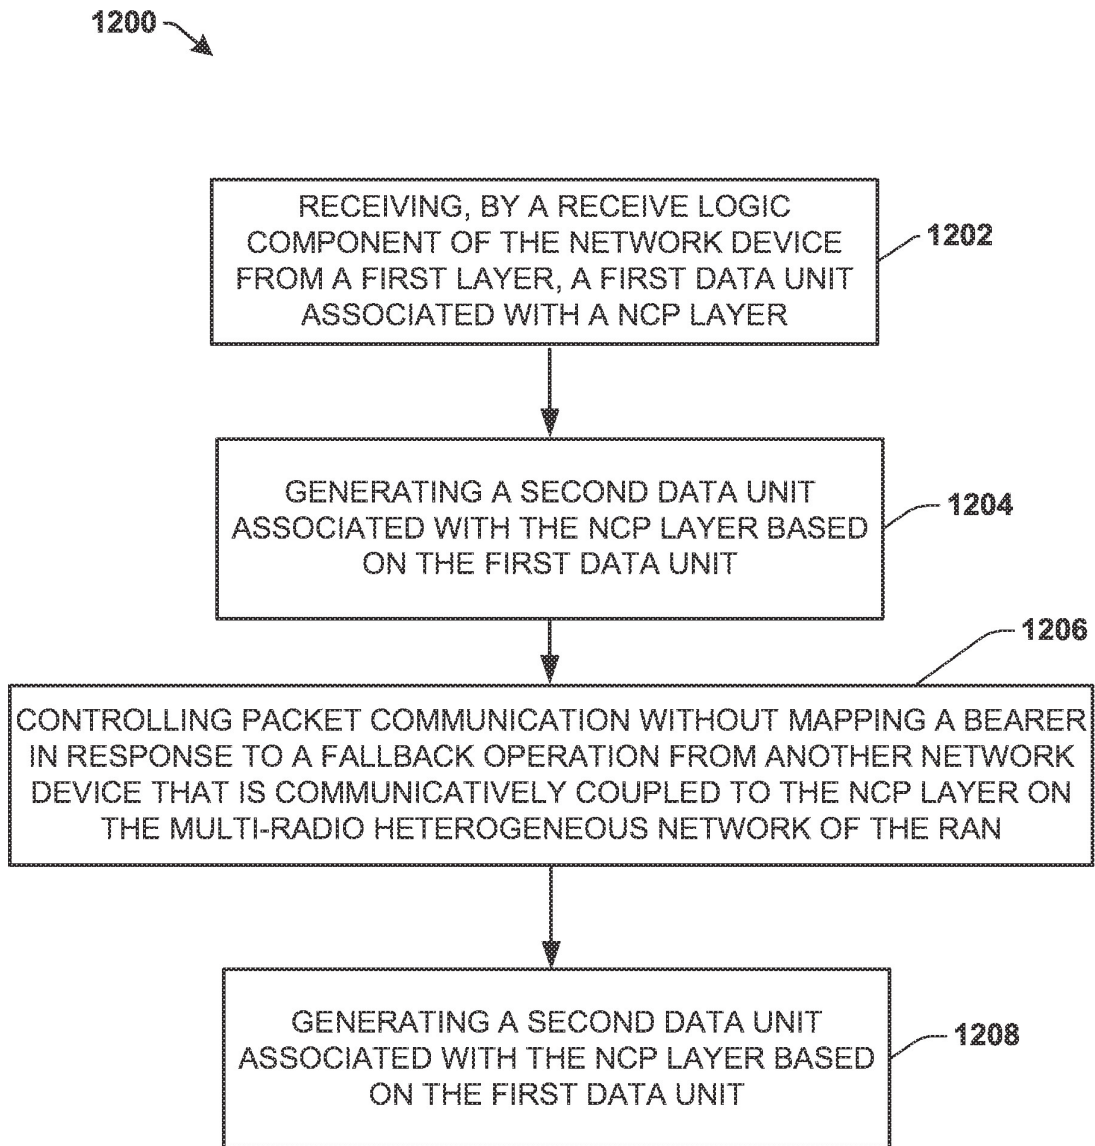 1200
RECEIVING, BY A RECEIVE LOGIC
COMPONENT OF THE NETWORK DEVICE
FROM A FIRST LAYER, A FIRST DATA UNIT
ASSOCIATED WITH A NCP LAYER
1202
GENERATING A SECOND DATA UNIT
ASSOCIATED WITH THE NCP LAYER BASED
ON THE FIRST DATA UNIT
1204
1206
CONTROLLING PACKET COMMUNICATION WITHOUT MAPPING A BEARER
IN RESPONSE TO A FALLBACK OPERATION FROM ANOTHER NETWORK
DEVICE THAT IS COMMUNICATIVELY COUPLED TO THE NCP LAYER ON
THE MULTI-RADIO HETEROGENEOUS NETWORK OF THE RAN
GENERATING A SECOND DATA UNIT
ASSOCIATED WITH THE NCP LAYER BASED
ON THE FIRST DATA UNIT
1208